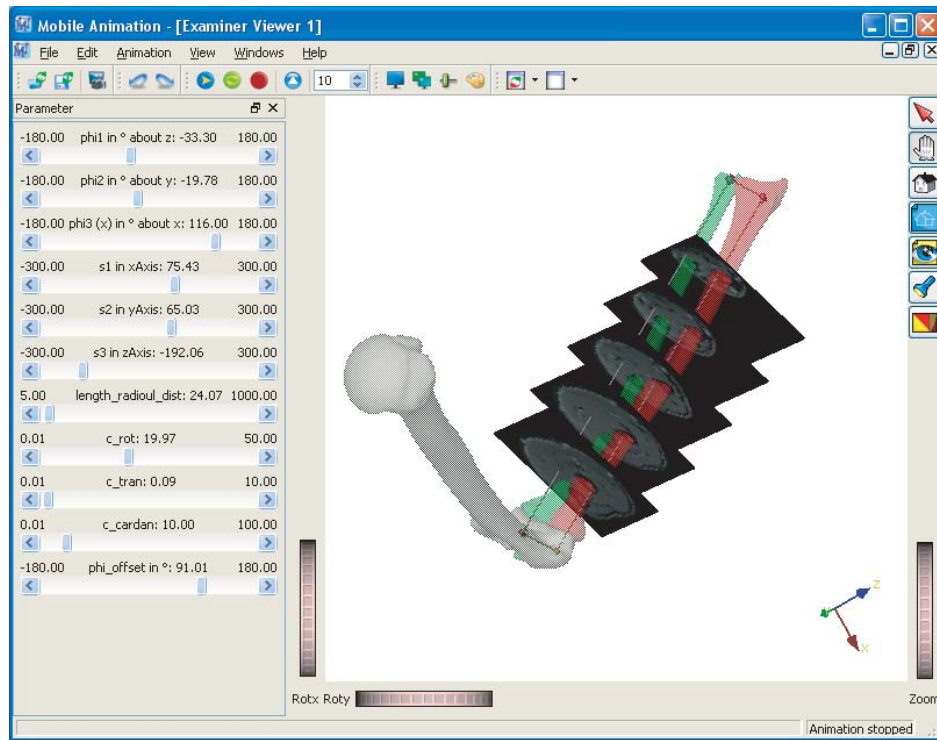 Mobile Animation - [Examiner Viewer 1]
File Edit Animation View Windows Help
10
Parameter
-180.00 phi1 in ° about z: -33.30 180.00
-180.00 phi2 in ° about y: -19.78 180.00
-180.00 phi3 (x) in ° about x: 116.00 180.00
-300.00 s1 in xAxis: 75.43 300.00
-300.00 s2 in yAxis: 65.03 300.00
-300.00 s3 in zAxis: -192.06 300.00
5.00 length_radioul_dist: 24.07 1000.00
0.01 c_rot: 19.97 50.00
0.01 c_tran: 0.09 10.00
0.01 c_cardan: 10.00 100.00
-180.00 phi_offset in °: 91.01 180.00
z
x
Rotx Roty Zoom
Animation stopped